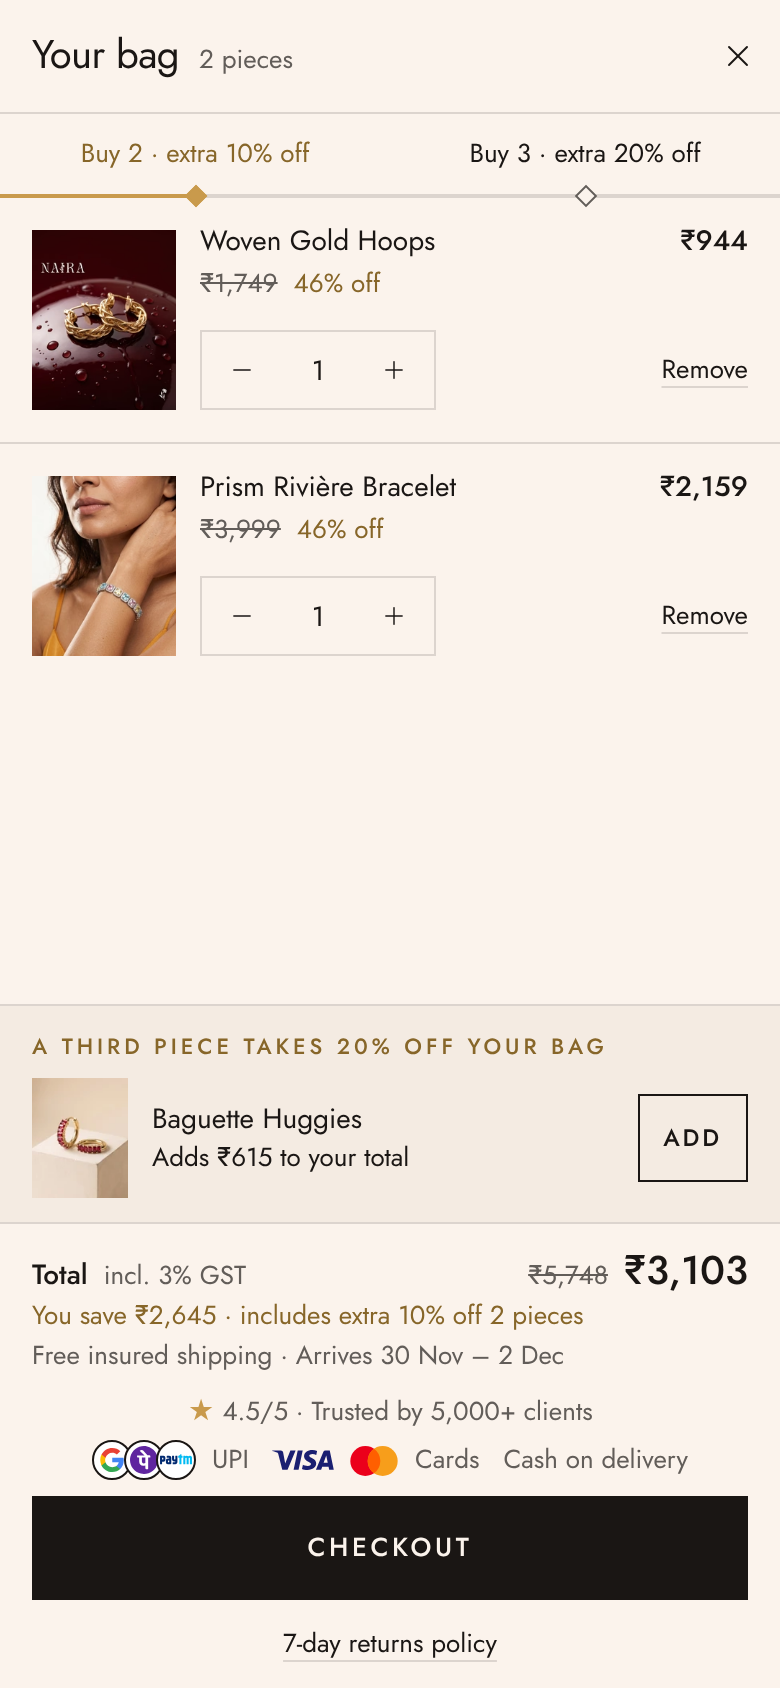 Your bag 2 pieces
Buy 2 · extra 10% off
Buy 3 · extra 20% off
NAIRA
Woven Gold Hoops ₹944
₹1,749 46% off
− 1 + Remove
Prism Rivière Bracelet ₹2,159
₹3,999 46% off
− 1 + Remove
A THIRD PIECE TAKES 20% OFF YOUR BAG
Baguette Huggies
Adds ₹615 to your total
ADD
Total incl. 3% GST ₹5,748 ₹3,103
You save ₹2,645 · includes extra 10% off 2 pieces
Free insured shipping · Arrives 30 Nov – 2 Dec
★ 4.5/5 · Trusted by 5,000+ clients
G पे paytm UPI VISA Cards Cash on delivery
CHECKOUT
7-day returns policy